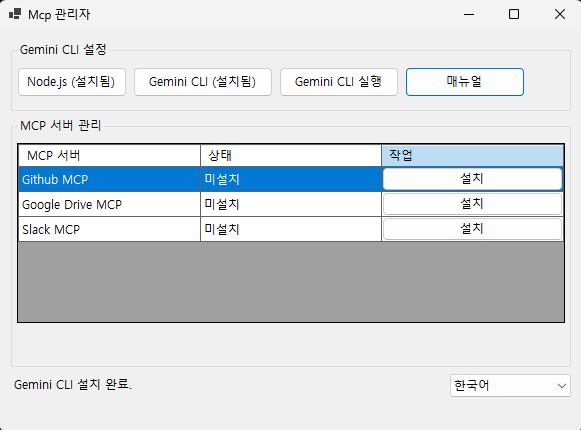 Mcp 관리자
Gemini CLI 설정
Node.js (설치됨) Gemini CLI (설치됨) Gemini CLI 실행 매뉴얼
MCP 서버 관리
MCP 서버 상태 작업
Github MCP 미설치 설치
Google Drive MCP 미설치 설치
Slack MCP 미설치 설치
Gemini CLI 설치 완료. 한국어